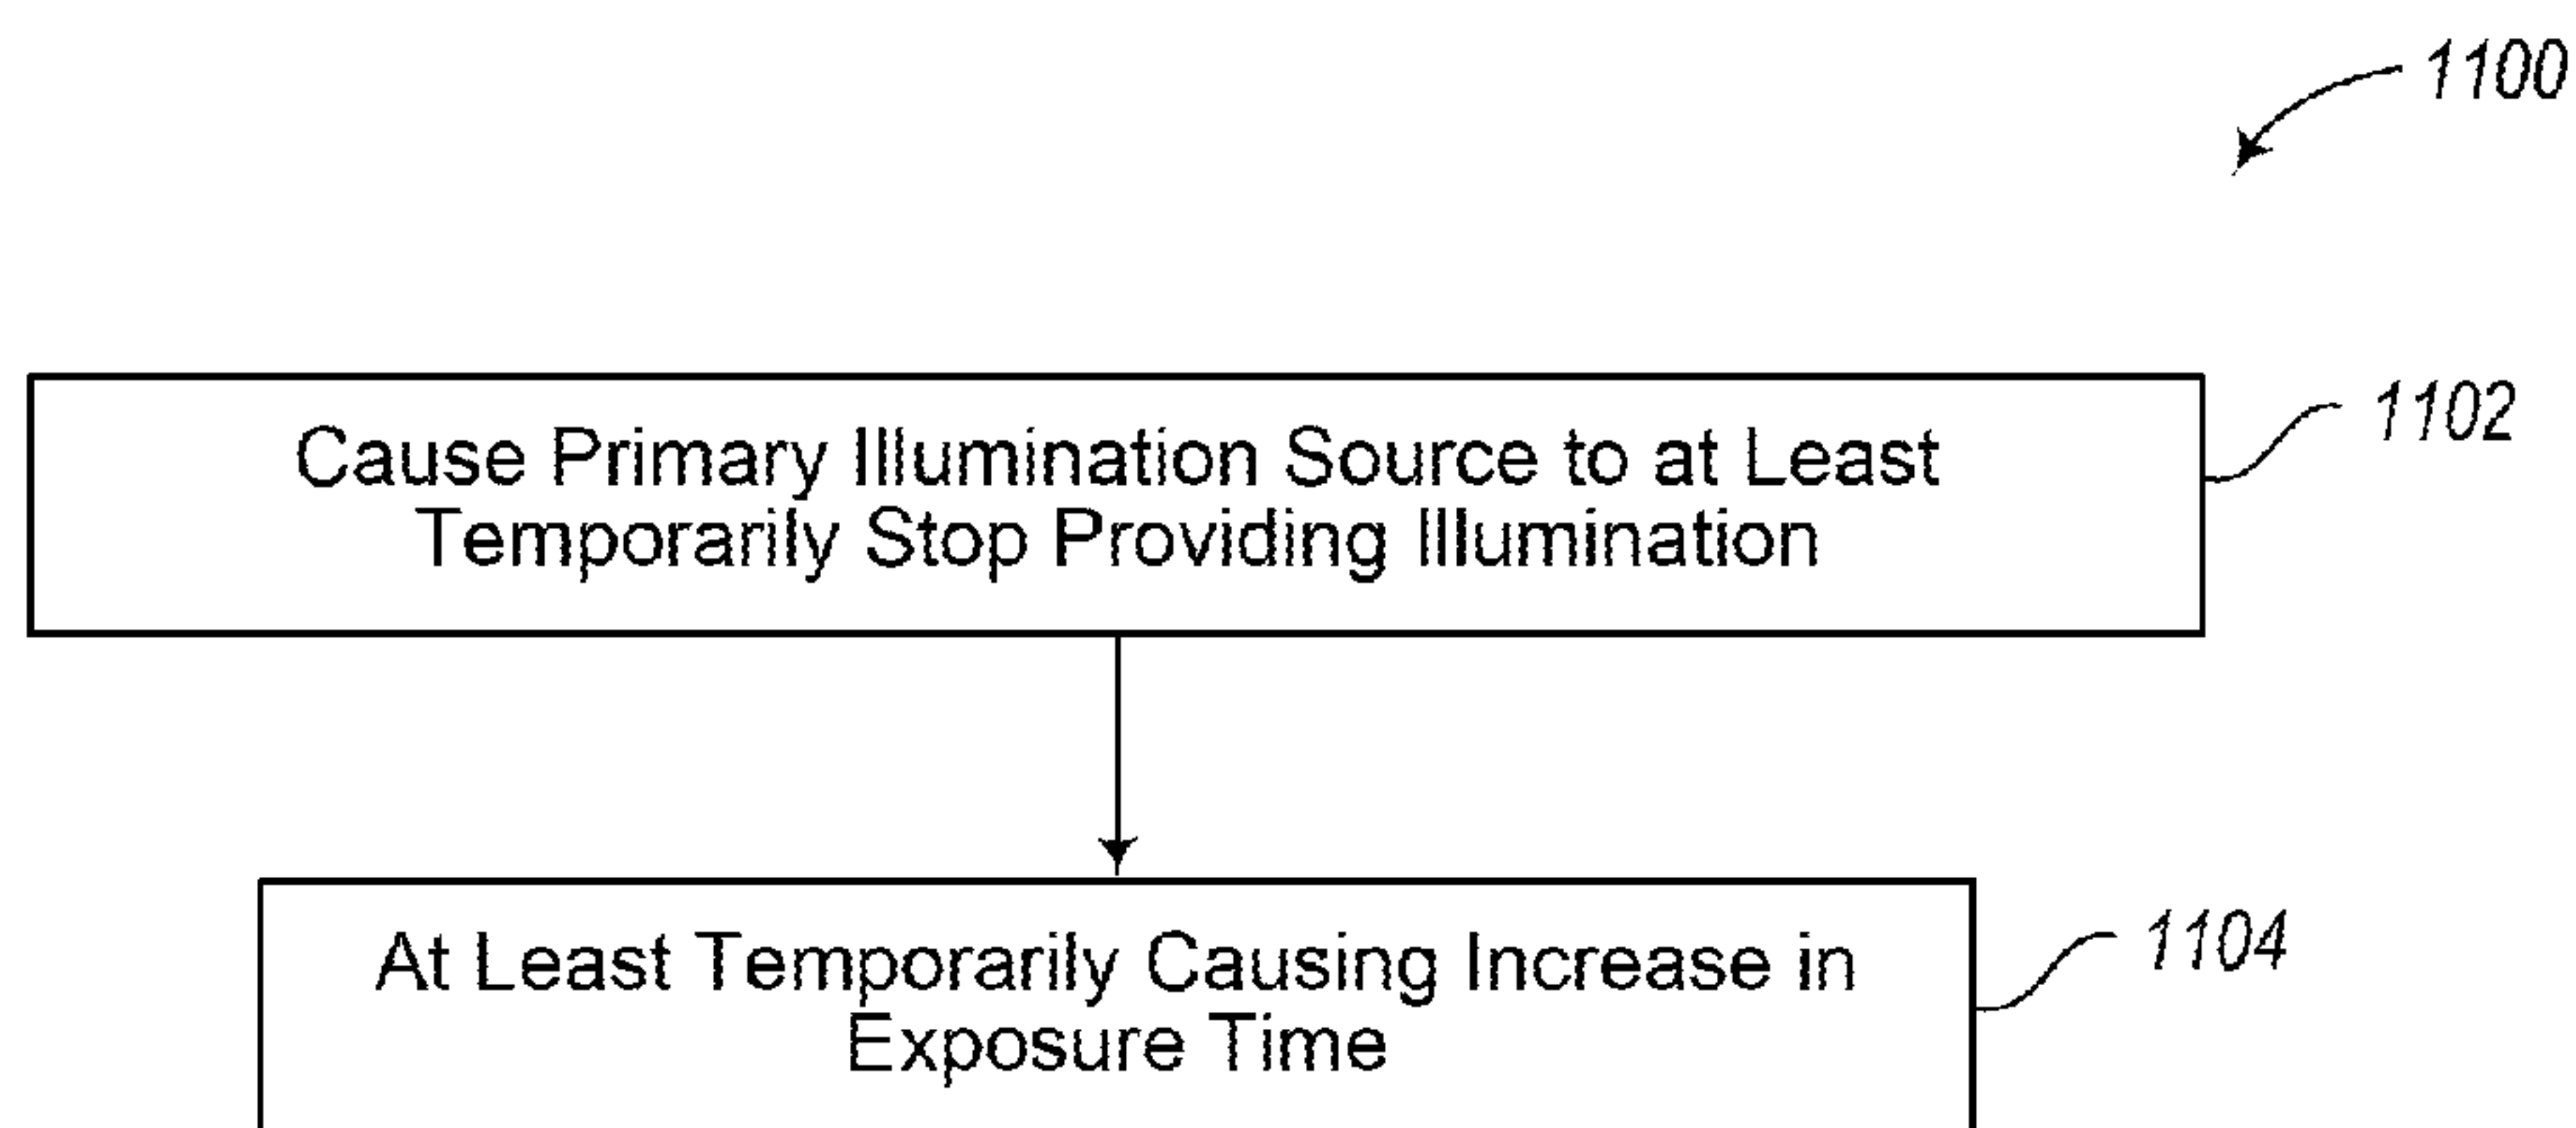 1100
Cause Primary Illumination Source to at Least
Temporarily Stop Providing Illumination
1102
At Least Temporarily Causing Increase in
Exposure Time
1104